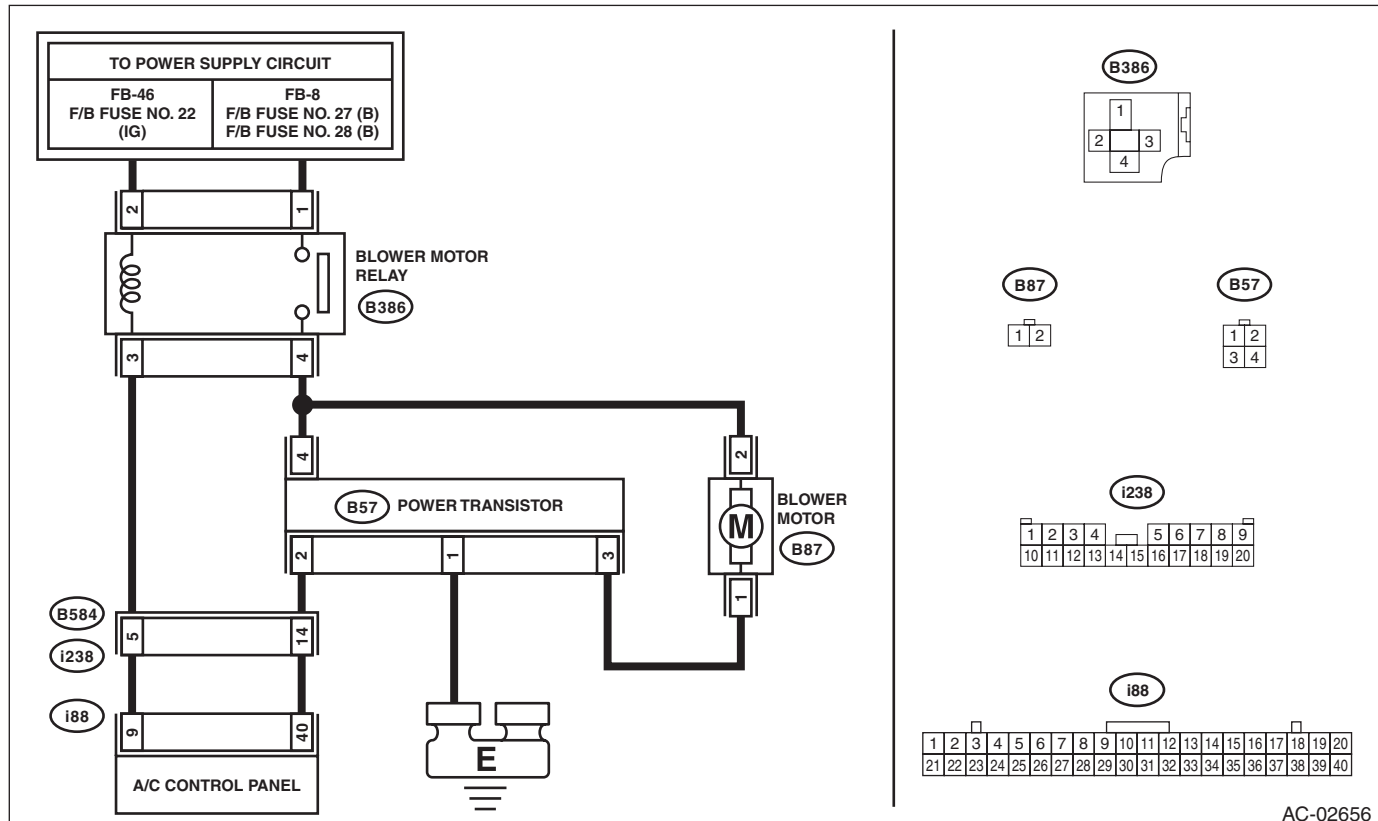 TO POWER SUPPLY CIRCUIT
FB-46
F/B FUSE NO. 22
(IG)
FB-8
F/B FUSE NO. 27 (B)
F/B FUSE NO. 28 (B)
2
1
BLOWER MOTOR
RELAY
B386
3
4
4
B57 POWER TRANSISTOR
2
1
3
2
M
BLOWER
MOTOR
B87
1
B584
i238
5
14
i88
9
40
A/C CONTROL PANEL
E
B386
1
2 3
4
B87
1 2
B57
1 2
3 4
i238
1 2 3 4 5 6 7 8 9
10 11 12 13 14 15 16 17 18 19 20
i88
1 2 3 4 5 6 7 8 9 10 11 12 13 14 15 16 17 18 19 20
21 22 23 24 25 26 27 28 29 30 31 32 33 34 35 36 37 38 39 40
AC-02656